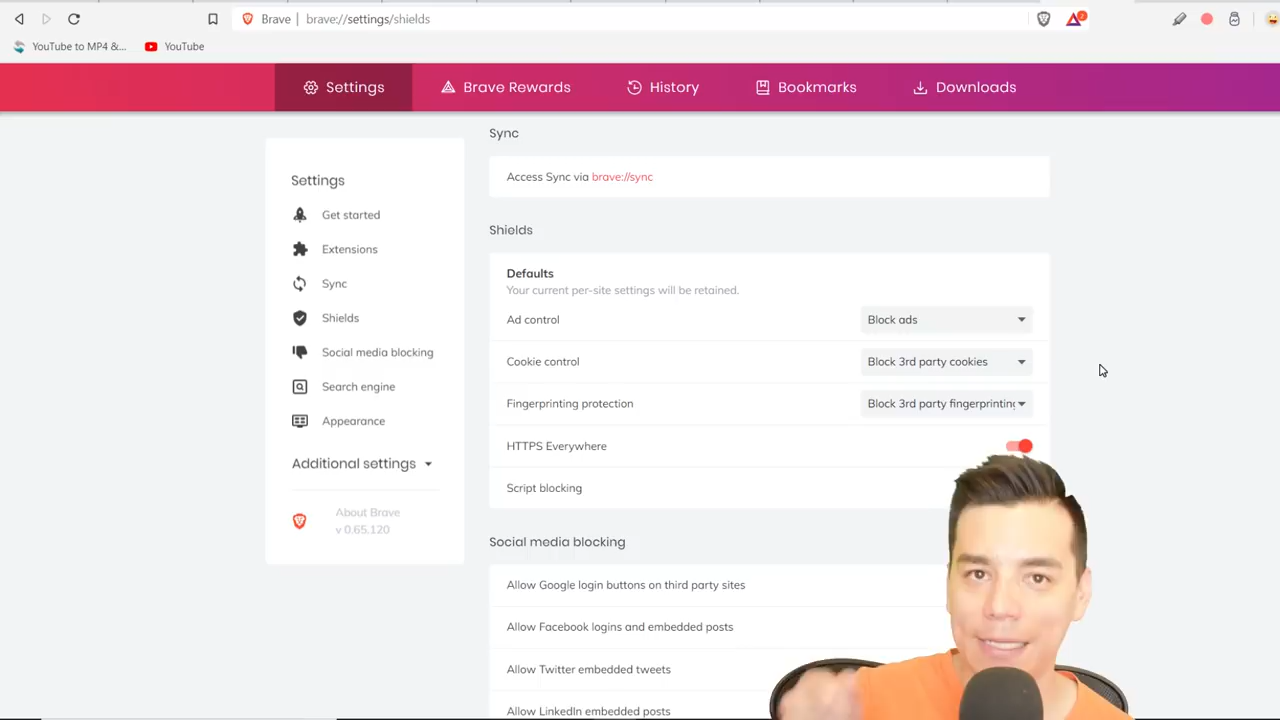 Brave | brave://settings/shields
2
YouTube to MP4 &...
YouTube
Settings
Brave Rewards
History
Bookmarks
Downloads
Settings
Get started
Extensions
Sync
Shields
Social media blocking
Search engine
Appearance
Additional settings
About Brave
v 0.65.120
Sync
Access Sync via brave://sync
Shields
Defaults
Your current per-site settings will be retained.
Ad control
Block ads
Cookie control
Block 3rd party cookies
Fingerprinting protection
Block 3rd party fingerprinting
HTTPS Everywhere
Script blocking
Social media blocking
Allow Google login buttons on third party sites
Allow Facebook logins and embedded posts
Allow Twitter embedded tweets
Allow LinkedIn embedded posts